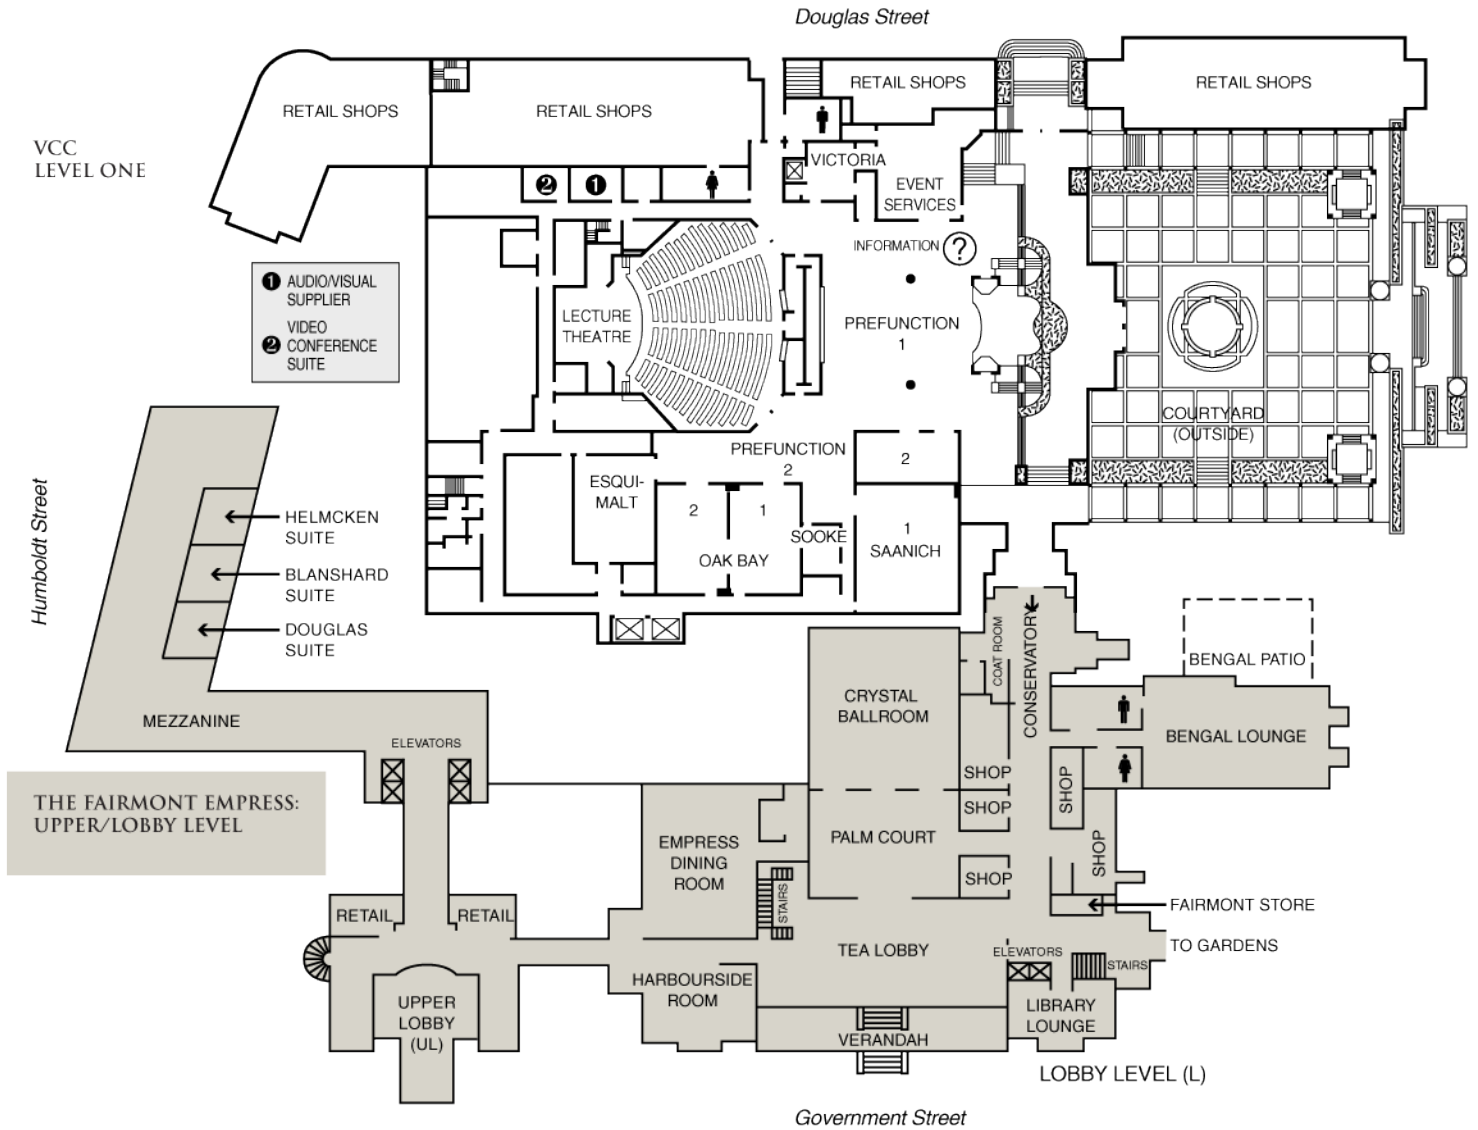 Douglas Street
RETAIL SHOPS
RETAIL SHOPS
RETAIL SHOPS
RETAIL SHOPS
VCC
LEVEL ONE
VICTORIA
2
1
EVENT
SERVICES
INFORMATION
?
1 AUDIO/VISUAL
SUPPLIER
VIDEO
2 CONFERENCE
SUITE
LECTURE
THEATRE
PREFUNCTION
1
COURTYARD
(OUTSIDE)
PREFUNCTION
2
2
ESQUI-
MALT
2
1
OAK BAY
SOOKE
1
SAANICH
Humboldt Street
HELMCKEN
SUITE
BLANSHARD
SUITE
DOUGLAS
SUITE
MEZZANINE
ELEVATORS
COAT ROOM
CONSERVATORY
BENGAL PATIO
CRYSTAL
BALLROOM
BENGAL LOUNGE
SHOP
SHOP
SHOP
SHOP
SHOP
THE FAIRMONT EMPRESS:
UPPER/LOBBY LEVEL
PALM COURT
EMPRESS
DINING
ROOM
STAIRS
RETAIL
RETAIL
FAIRMONT STORE
TO GARDENS
TEA LOBBY
ELEVATORS
STAIRS
HARBOURSIDE
ROOM
UPPER
LOBBY
(UL)
LIBRARY
LOUNGE
VERANDAH
LOBBY LEVEL (L)
Government Street